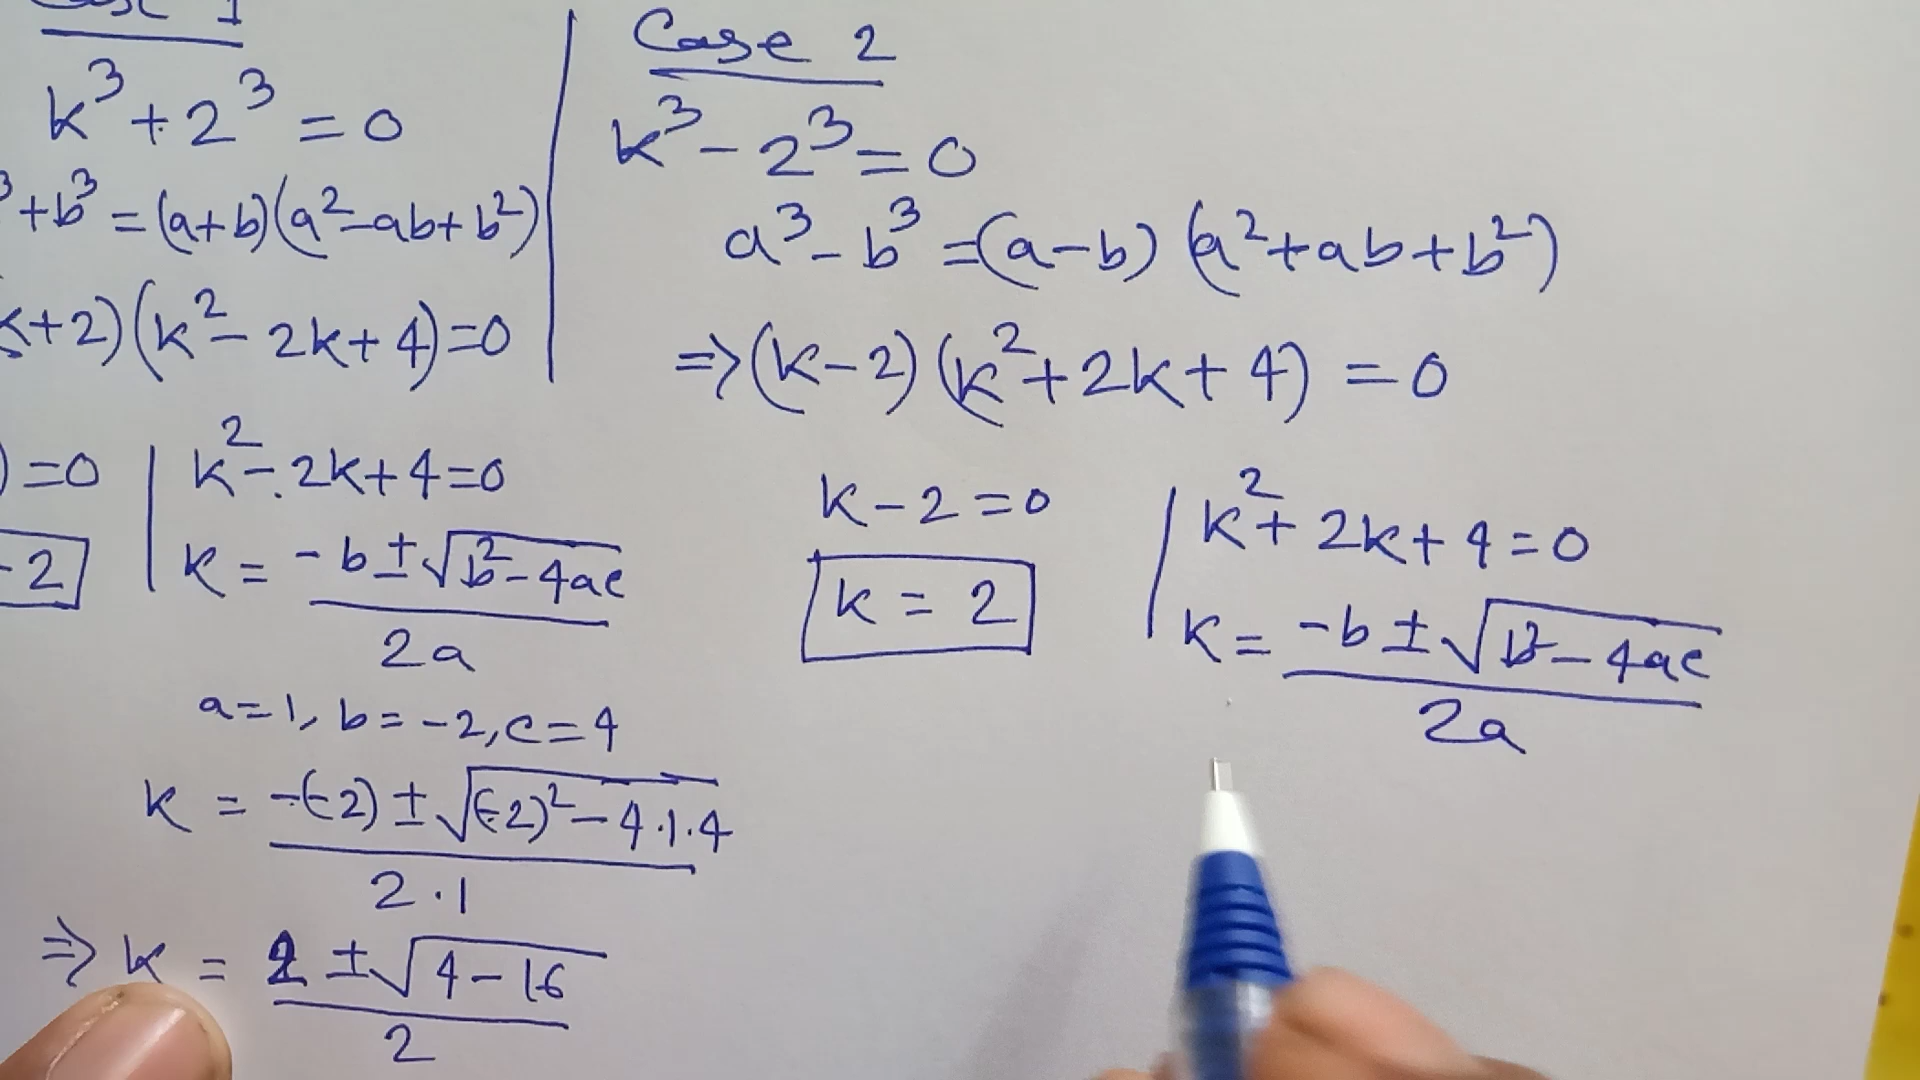 k³+2³=0
³+b³=(a+b)(a²-ab+b²)
k+2)(k²-2k+4)=0
)=0
-2
k²-2k+4=0
k=-b±√b²-4ac
2a
a=1, b=-2, c=4
k=-(-2)±√(-2)²-4·1·4
2·1
⇒k=2±√4-16
2
Case 2
k³-2³=0
a³-b³=(a-b)(a²+ab+b²)
⇒(k-2)(k²+2k+4)=0
k-2=0
k=2
k²+2k+4=0
k=-b±√b²-4ac
2a